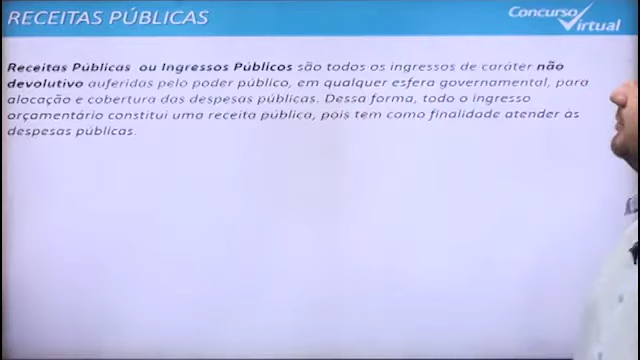 RECEITAS PÚBLICAS
Concurso
Virtual
Receitas Públicas ou Ingressos Públicos são todos os ingressos de caráter não
devolutivo auferidas pelo poder público, em qualquer esfera governamental, para
alocação e cobertura das despesas públicas. Dessa forma, todo o ingresso
orçamentário constitui uma receita pública, pois tem como finalidade atender às
despesas públicas.